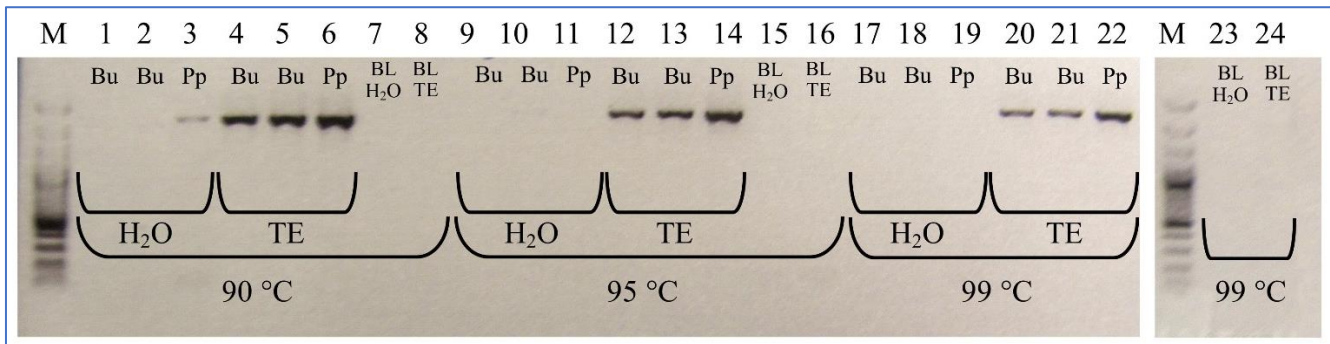 M 1 2 3 4 5 6 7 8 9 10 11 12 13 14 15 16 17 18 19 20 21 22 M 23 24
Bu Bu Pp Bu Bu Pp BL H₂O BL TE Bu Bu Pp Bu Bu Pp BL H₂O BL TE Bu Bu Pp Bu Bu Pp BL H₂O BL TE
H₂O TE H₂O TE H₂O TE
90 °C 95 °C 99 °C 99 °C